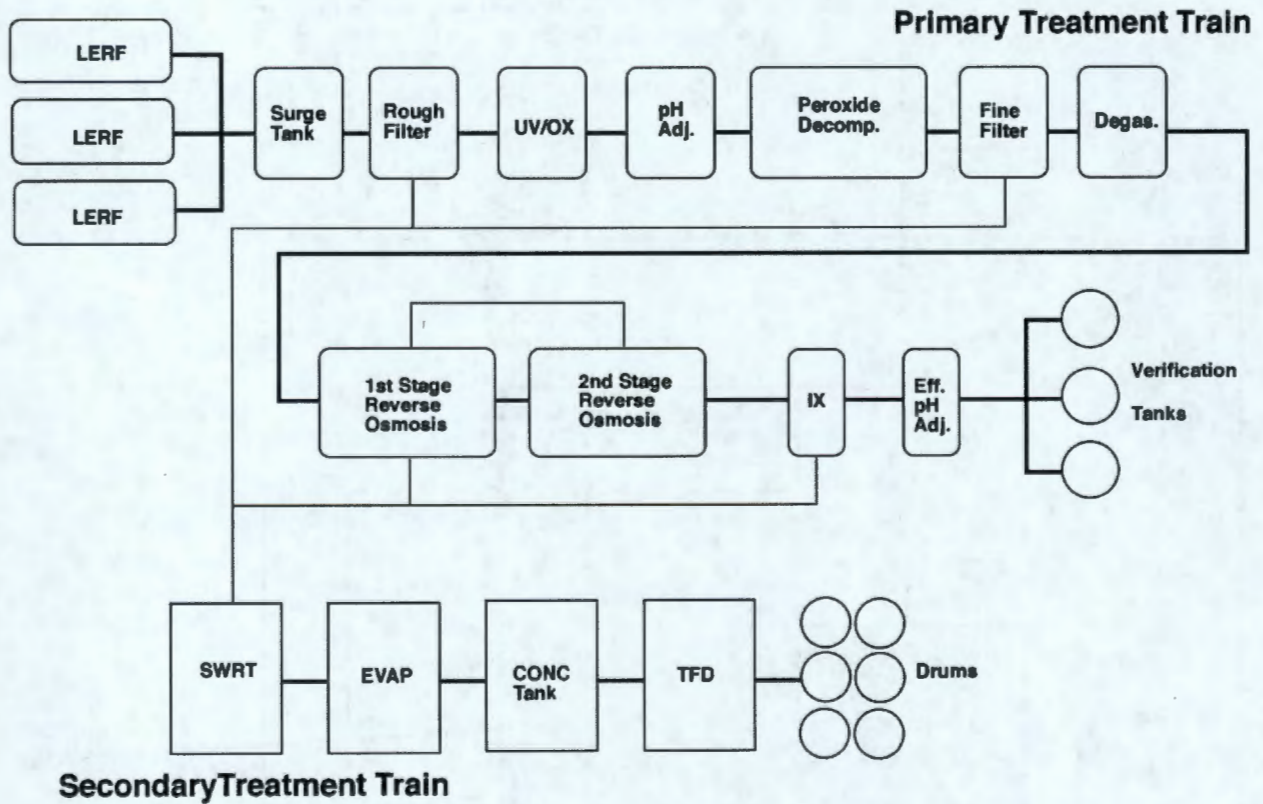 Primary Treatment Train
LERF
LERF
LERF
Surge
Tank
Rough
Filter
UV/OX
pH
Adj.
Peroxide
Decomp.
Fine
Filter
Degas.
1st Stage
Reverse
Osmosis
2nd Stage
Reverse
Osmosis
IX
Eff.
pH
Adj.
Verification
Tanks
SWRT
EVAP
CONC
Tank
TFD
Drums
SecondaryTreatment Train